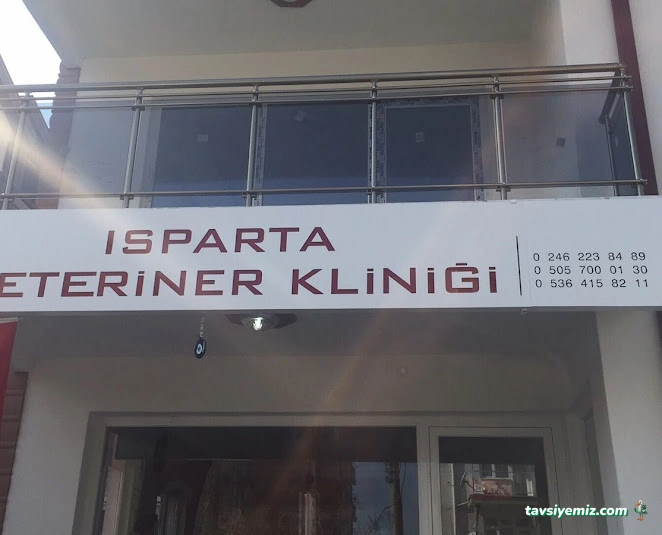 ISPARTA
ETERİNER KLİNİĞİ
0 246 223 84 89
0 505 700 01 30
0 536 415 82 11
tavsiyemiz.com